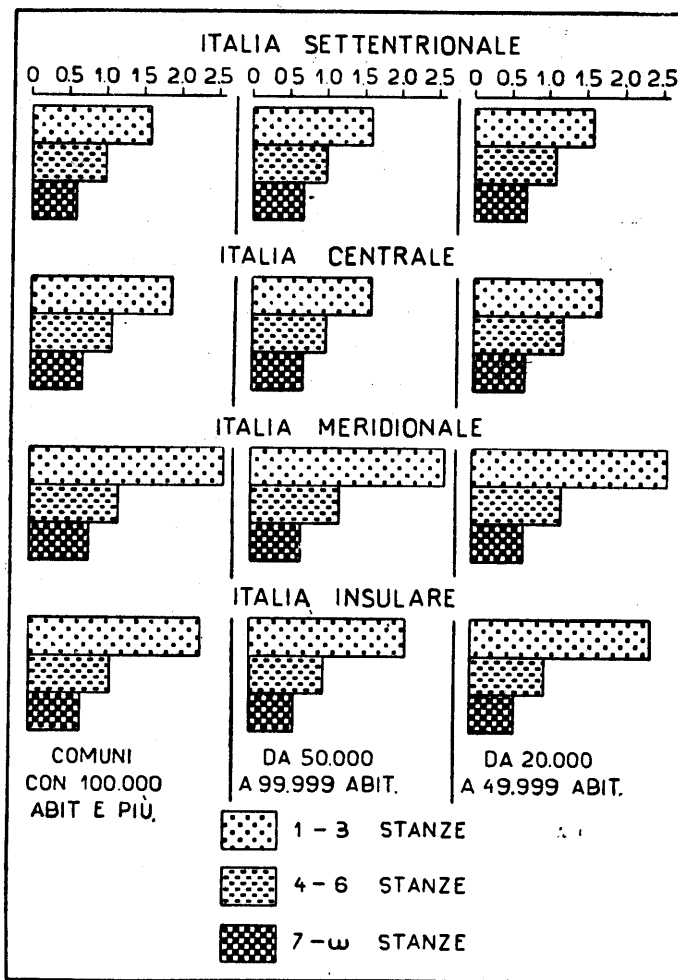 ITALIA SETTENTRIONALE
0 0.5 1.0 1.5 2.0 2.5 0 0.5 1.0 1.5 2.0 2.5 0 0.5 1.0 1.5 2.0 2.5
ITALIA CENTRALE
ITALIA MERIDIONALE
ITALIA INSULARE
COMUNI
CON 100.000
ABIT E PIÙ.
DA 50.000
A 99.999 ABIT.
DA 20.000
A 49.999 ABIT.
1 - 3 STANZE
4 - 6 STANZE
7 - ω STANZE